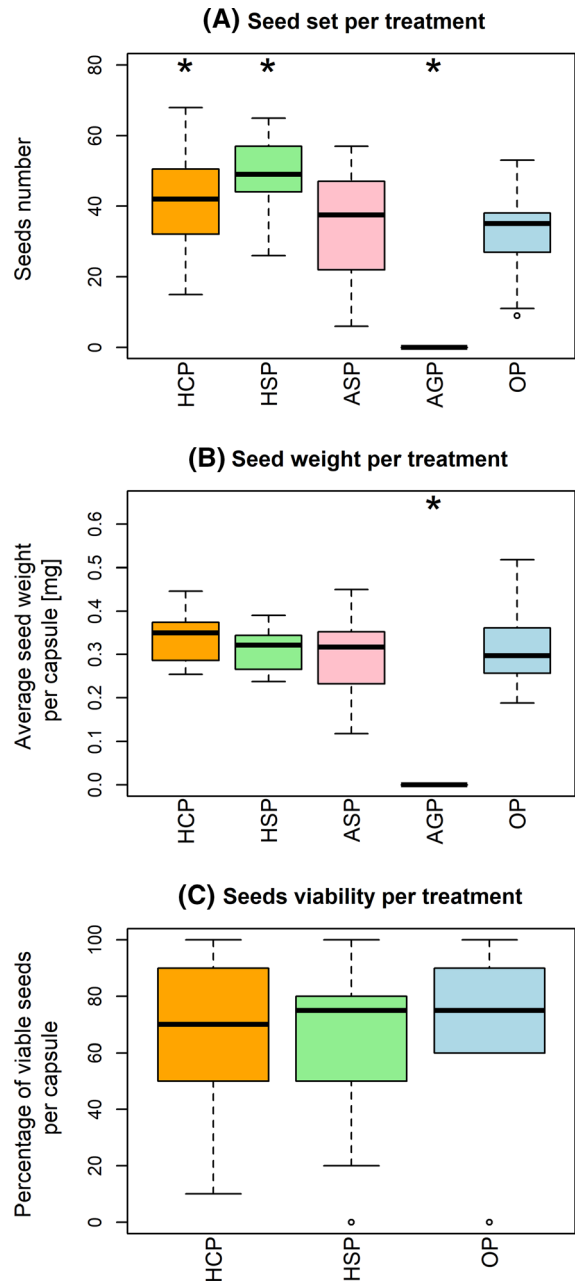 (A) Seed set per treatment
80
60
40
20
0
Seeds number
* * *
HCP HSP ASP AGP OP
(B) Seed weight per treatment
0.6
0.5
0.4
0.3
0.2
0.1
0.0
Average seed weight
per capsule [mg]
*
HCP HSP ASP AGP OP
(C) Seeds viability per treatment
100
80
60
40
20
0
Percentage of viable seeds
per capsule
HCP HSP OP